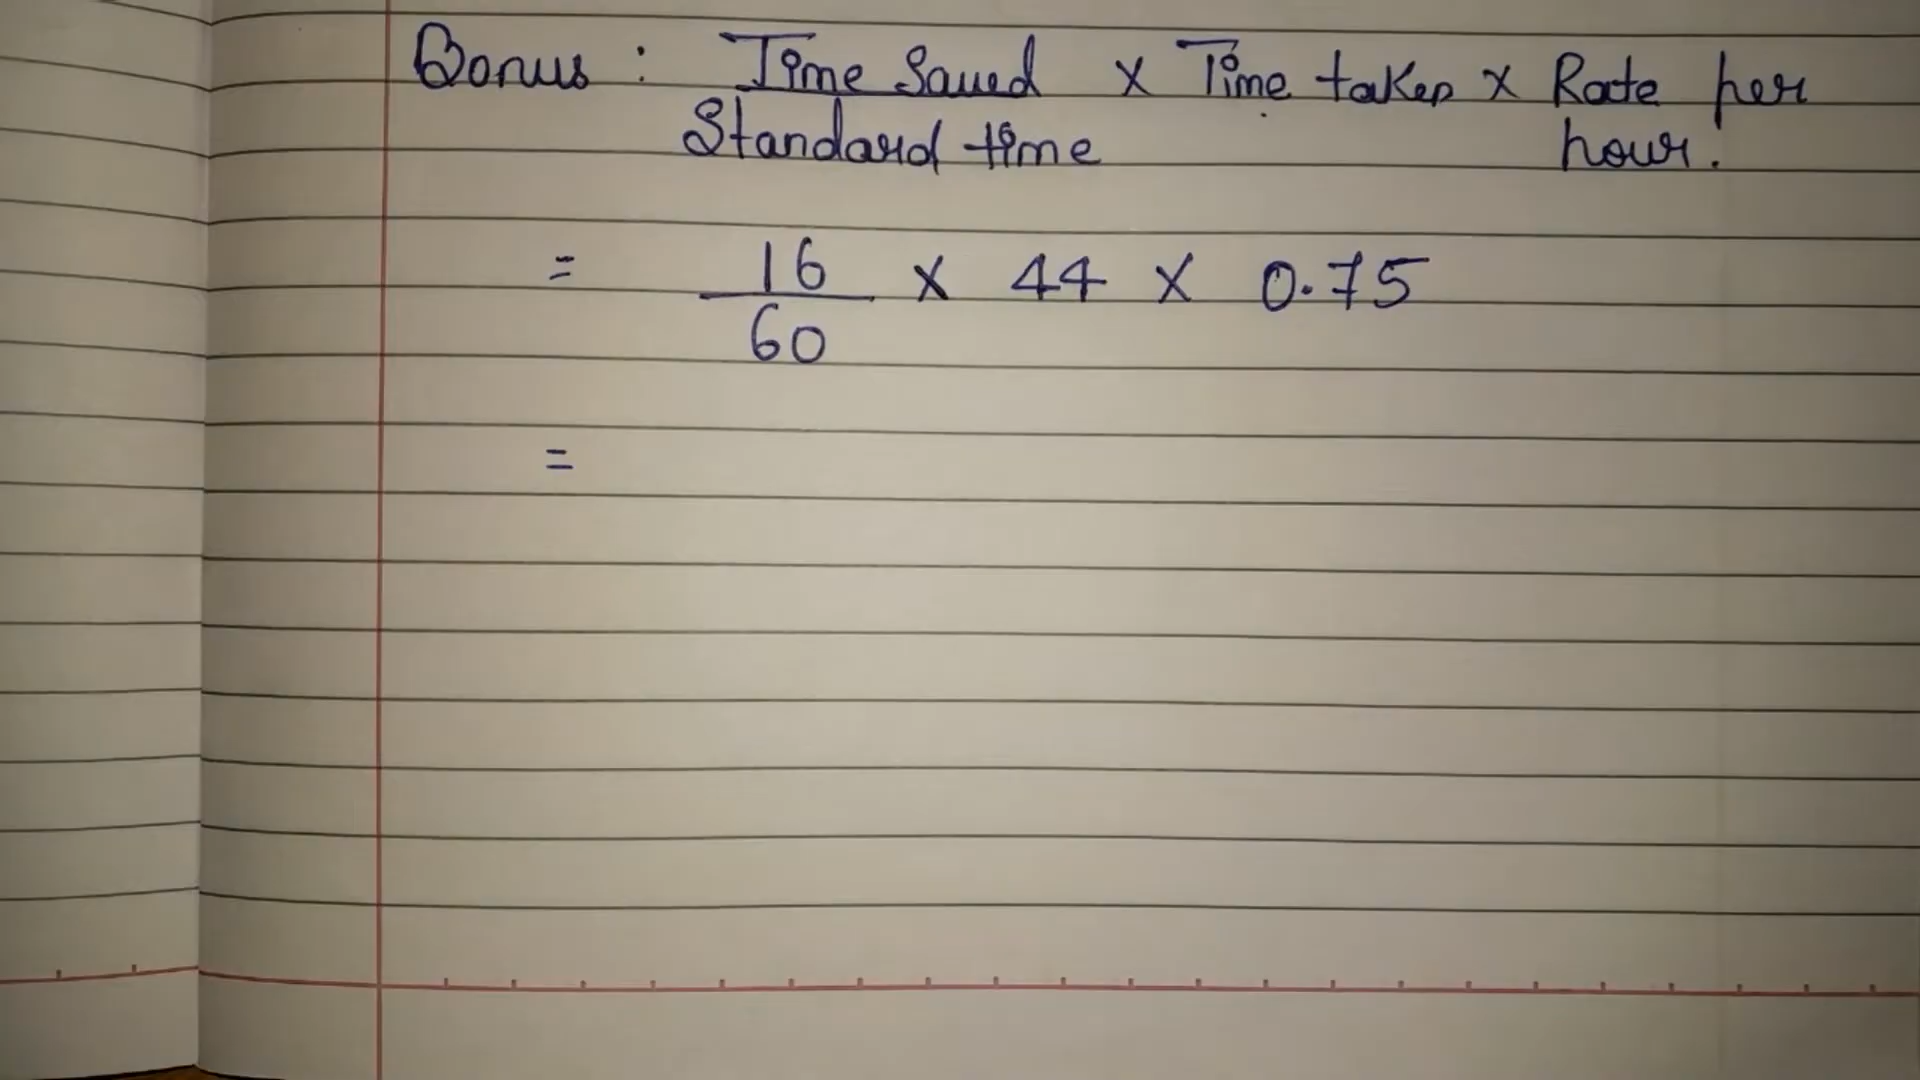 Bonus : Time Saved x Time taken x Rate per
Standard time hour.
= 16 x 44 x 0.75
60
=